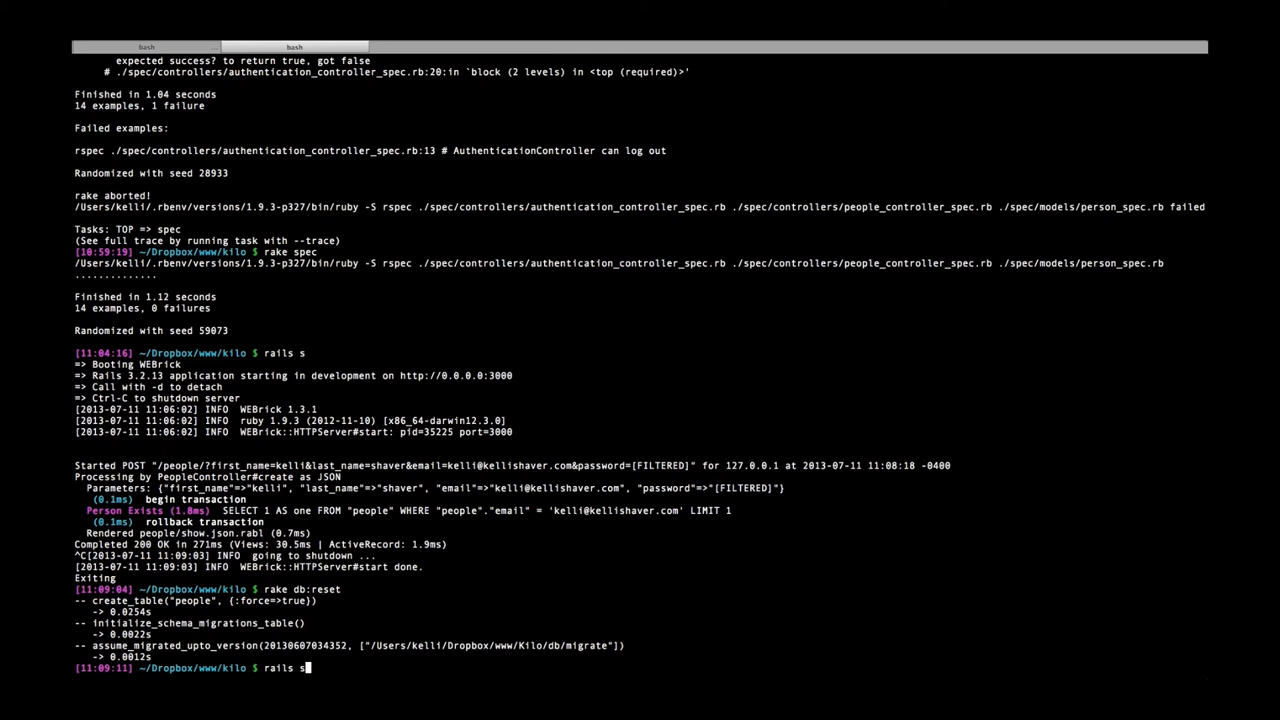 bash ... bash
expected success? to return true, got false
# ./spec/controllers/authentication_controller_spec.rb:20:in `block (2 levels) in <top (required)>'
Finished in 1.04 seconds
14 examples, 1 failure
Failed examples:
rspec ./spec/controllers/authentication_controller_spec.rb:13 # AuthenticationController can log out
Randomized with seed 28933
rake aborted!
/Users/kelli/.rbenv/versions/1.9.3-p327/bin/ruby -S rspec ./spec/controllers/authentication_controller_spec.rb ./spec/controllers/people_controller_spec.rb ./spec/models/person_spec.rb failed
Tasks: TOP => spec
(See full trace by running task with --trace)
[10:59:19] ~/Dropbox/www/kilo $ rake spec
/Users/kelli/.rbenv/versions/1.9.3-p327/bin/ruby -S rspec ./spec/controllers/authentication_controller_spec.rb ./spec/controllers/people_controller_spec.rb ./spec/models/person_spec.rb
..............
Finished in 1.12 seconds
14 examples, 0 failures
Randomized with seed 59073
[11:04:16] ~/Dropbox/www/kilo $ rails s
=> Booting WEBrick
=> Rails 3.2.13 application starting in development on http://0.0.0.0:3000
=> Call with -d to detach
=> Ctrl-C to shutdown server
[2013-07-11 11:06:02] INFO  WEBrick 1.3.1
[2013-07-11 11:06:02] INFO  ruby 1.9.3 (2012-11-10) [x86_64-darwin12.3.0]
[2013-07-11 11:06:02] INFO  WEBrick::HTTPServer#start: pid=35225 port=3000
Started POST "/people/?first_name=kelli&last_name=shaver&email=kelli@kellishaver.com&password=[FILTERED]" for 127.0.0.1 at 2013-07-11 11:08:18 -0400
Processing by PeopleController#create as JSON
Parameters: {"first_name"=>"kelli", "last_name"=>"shaver", "email"=>"kelli@kellishaver.com", "password"=>"[FILTERED]"}
(0.1ms)  begin transaction
Person Exists (1.8ms)  SELECT 1 AS one FROM "people" WHERE "people"."email" = 'kelli@kellishaver.com' LIMIT 1
(0.1ms)  rollback transaction
Rendered people/show.json.rabl (0.7ms)
Completed 200 OK in 271ms (Views: 30.5ms | ActiveRecord: 1.9ms)
^C[2013-07-11 11:09:03] INFO  going to shutdown ...
[2013-07-11 11:09:03] INFO  WEBrick::HTTPServer#start done.
Exiting
[11:09:04] ~/Dropbox/www/kilo $ rake db:reset
-- create_table("people", {:force=>true})
-> 0.0254s
-- initialize_schema_migrations_table()
-> 0.0022s
-- assume_migrated_upto_version(20130607034352, ["/Users/kelli/Dropbox/www/Kilo/db/migrate"])
-> 0.0012s
[11:09:11] ~/Dropbox/www/kilo $ rails s